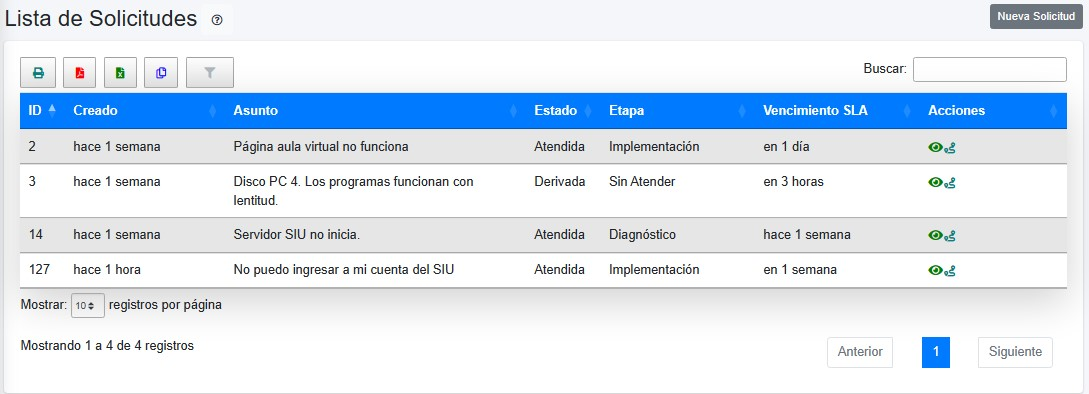 Lista de Solicitudes
Nueva Solicitud
Buscar:
ID Creado Asunto Estado Etapa Vencimiento SLA Acciones
2 hace 1 semana Página aula virtual no funciona Atendida Implementación en 1 día
3 hace 1 semana Disco PC 4. Los programas funcionan con Derivada Sin Atender en 3 horas
lentitud.
14 hace 1 semana Servidor SIU no inicia. Atendida Diagnóstico hace 1 semana
127 hace 1 hora No puedo ingresar a mi cuenta del SIU Atendida Implementación en 1 semana
Mostrar: 10 registros por página
Mostrando 1 a 4 de 4 registros
Anterior 1 Siguiente